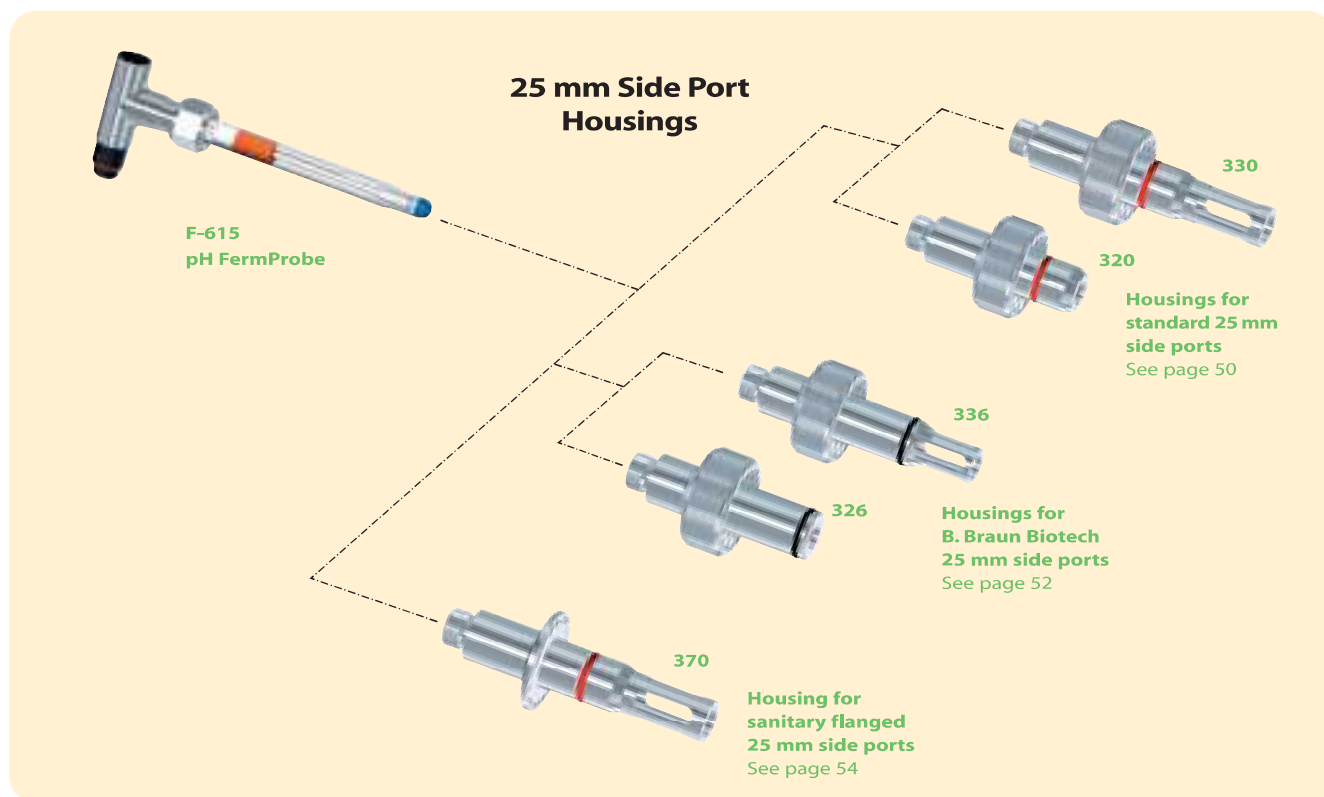 25 mm Side Port
Housings
F-615
pH FermProbe
330
320
Housings for
standard 25 mm
side ports
See page 50
336
326
Housings for
B. Braun Biotech
25 mm side ports
See page 52
370
Housing for
sanitary flanged
25 mm side ports
See page 54